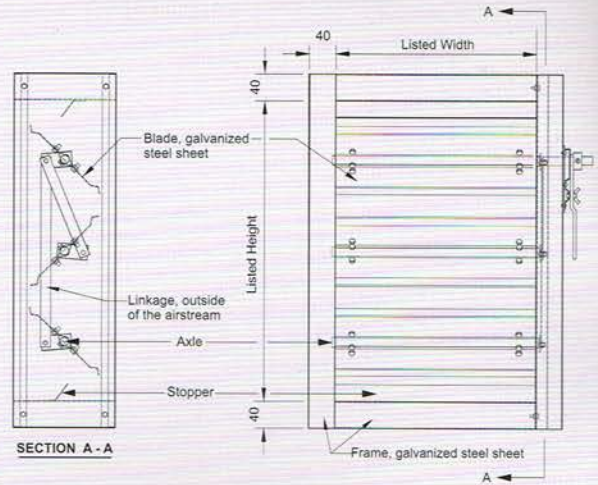 A
40
Listed Width
40
Blade, galvanized
steel sheet
Listed Height
Linkage, outside
of the airstream
Axle
Stopper
40
SECTION A - A
Frame, galvanized steel sheet
A